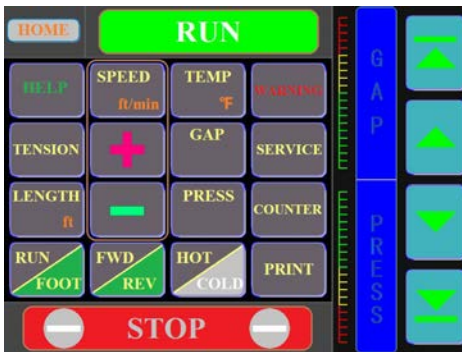 HOME
RUN
HELP
SPEED
ft/min
TEMP
°F
WARNING
TENSION
+
GAP
SERVICE
LENGTH
ft
-
PRESS
COUNTER
RUN
FOOT
FWD
REV
HOT
COLD
PRINT
STOP
GAP
PRESS